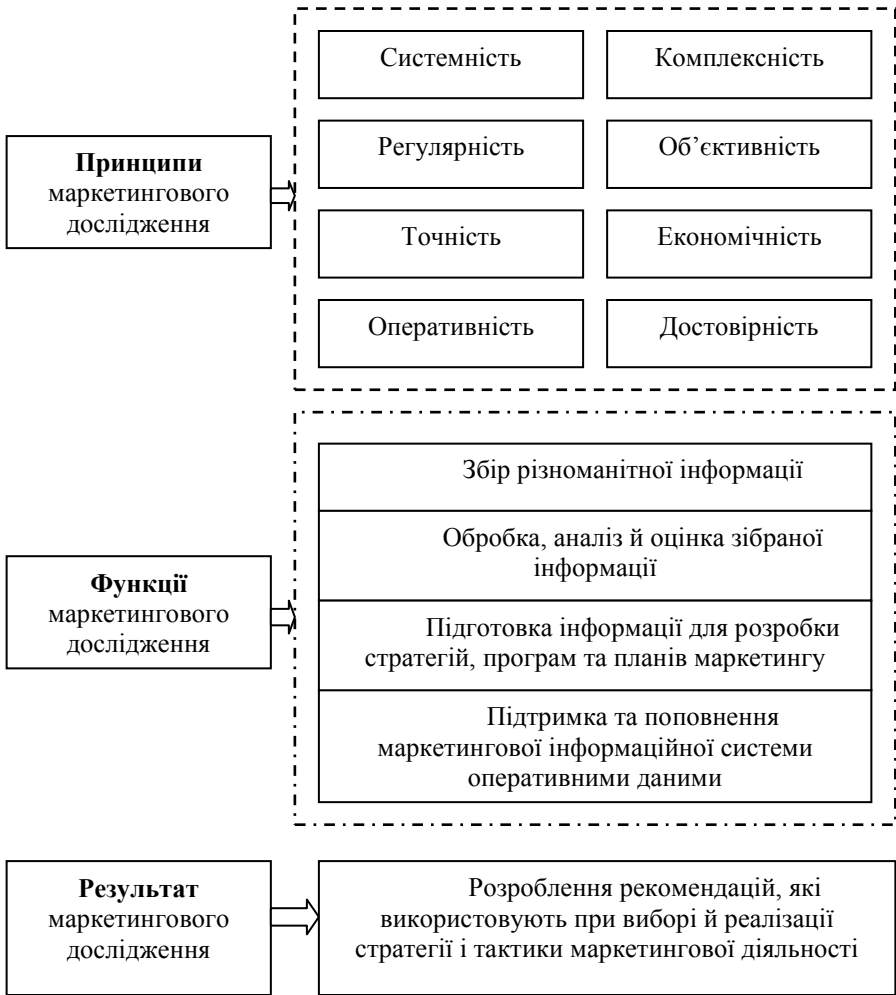 Системність
Комплексність
Регулярність
Об’єктивність
Принципи
маркетингового
дослідження
Точність
Економічність
Оперативність
Достовірність
Збір різноманітної інформації
Обробка, аналіз й оцінка зібраної
інформації
Функції
маркетингового
дослідження
Підготовка інформації для розробки
стратегій, програм та планів маркетингу
Підтримка та поповнення
маркетингової інформаційної системи
оперативними даними
Результат
маркетингового
дослідження
Розроблення рекомендацій, які
використовують при виборі й реалізації
стратегії і тактики маркетингової діяльності